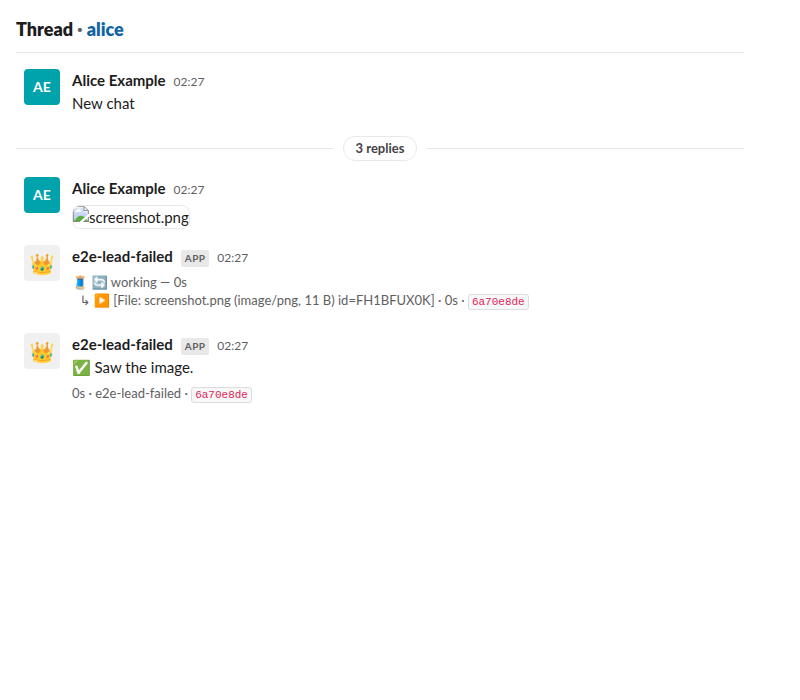 Thread · alice
AE
Alice Example 02:27
New chat
3 replies
AE
Alice Example 02:27
screenshot.png
e2e-lead-failed APP 02:27
🧵 🔄 working — 0s
↳ ▶️ [File: screenshot.png (image/png, 11 B) id=FH1BFUX0K] · 0s · 6a70e8de
e2e-lead-failed APP 02:27
✅ Saw the image.
0s · e2e-lead-failed · 6a70e8de